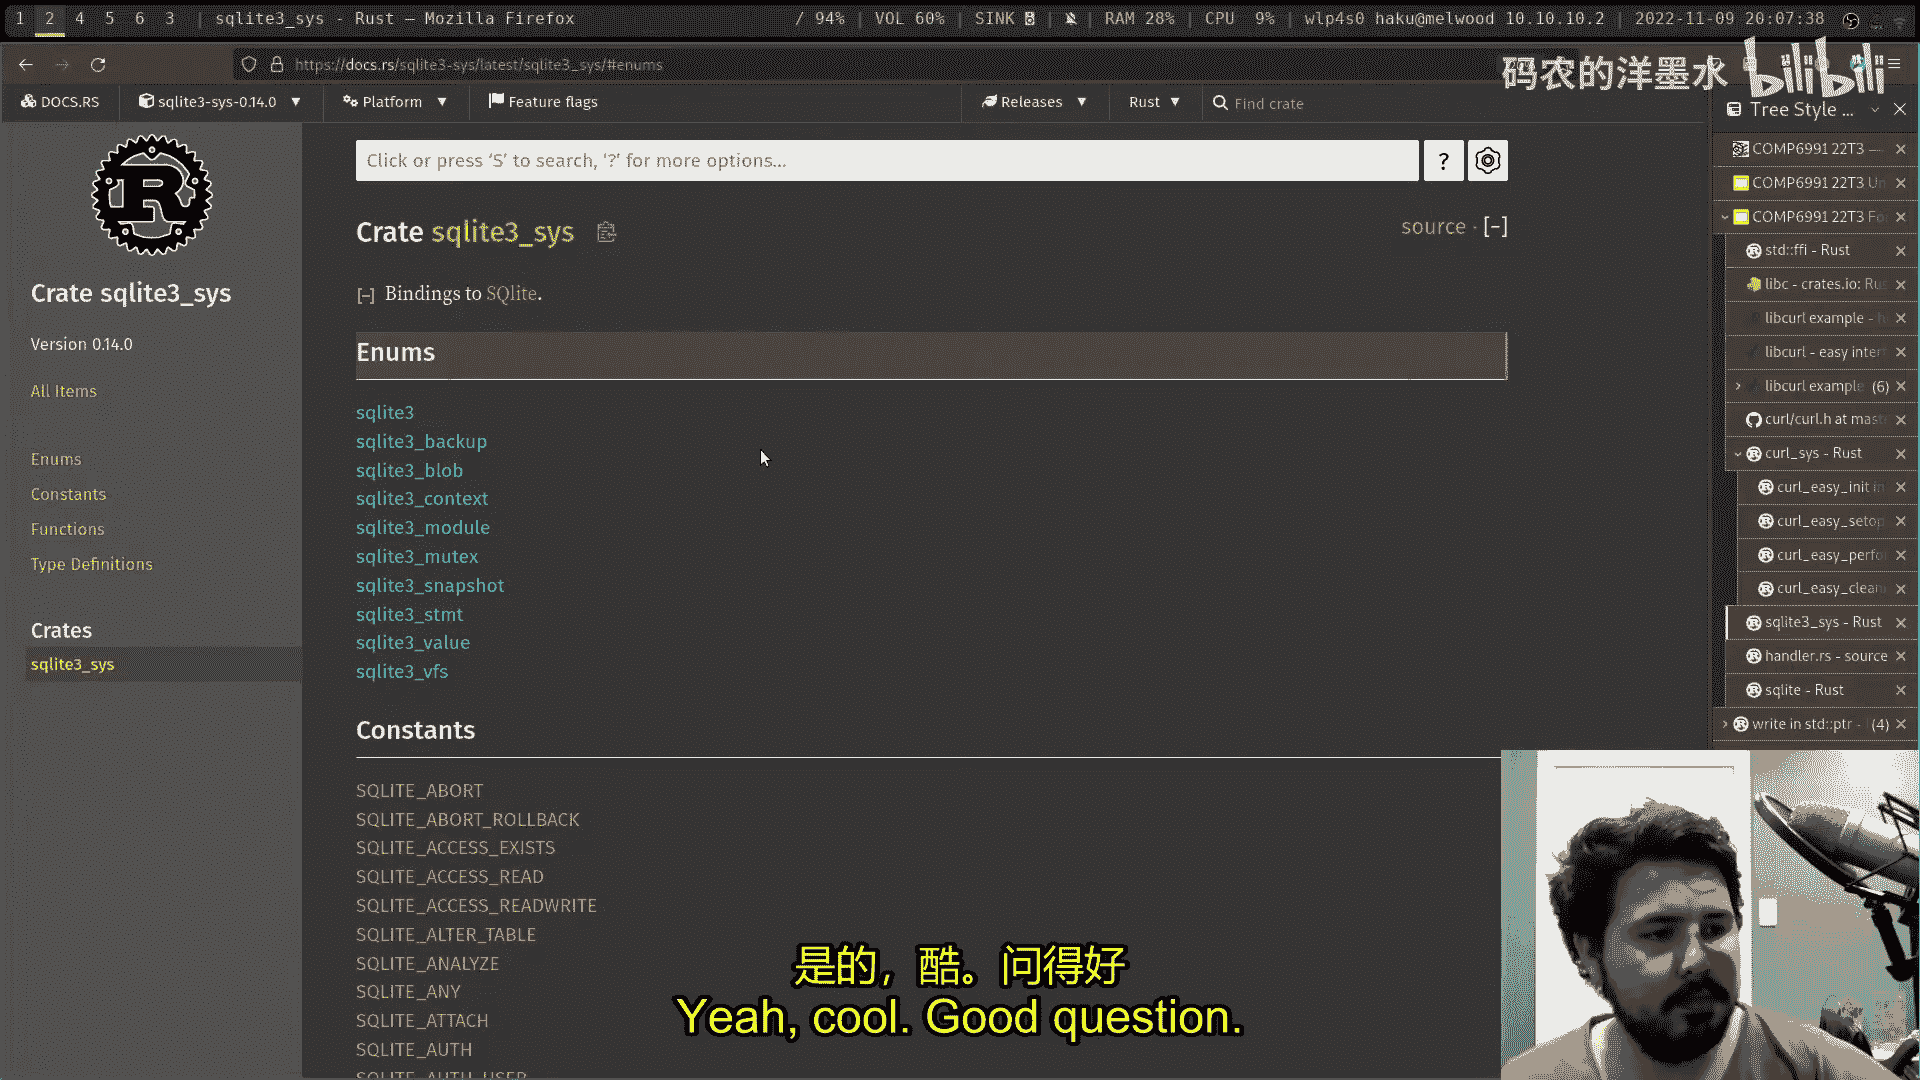 1 2 4 5 6 3 | sqlite3_sys - Rust — Mozilla Firefox
/ 94% | VOL 60% | SINK | RAM 28% | CPU 9% | wlp4s0 haku@melwood 10.10.10.2 | 2022-11-09 20:07:38
https://docs.rs/sqlite3-sys/latest/sqlite3_sys/#enums
码农的洋墨水 bilibili
DOCS.RS sqlite3-sys-0.14.0 Platform Feature flags Releases Rust Find crate
Click or press ‘S’ to search, ‘?’ for more options...
?
Crate sqlite3_sys
Version 0.14.0
All Items
Enums
Constants
Functions
Type Definitions
Crates
sqlite3_sys
Crate sqlite3_sys
source · [-]
[-] Bindings to SQlite.
Enums
sqlite3
sqlite3_backup
sqlite3_blob
sqlite3_context
sqlite3_module
sqlite3_mutex
sqlite3_snapshot
sqlite3_stmt
sqlite3_value
sqlite3_vfs
Constants
SQLITE_ABORT
SQLITE_ABORT_ROLLBACK
SQLITE_ACCESS_EXISTS
SQLITE_ACCESS_READ
SQLITE_ACCESS_READWRITE
SQLITE_ALTER_TABLE
SQLITE_ANALYZE
SQLITE_ANY
SQLITE_ATTACH
SQLITE_AUTH
SQLITE_AUTH_USER
Tree Style ...
COMP6991 22T3 —
COMP6991 22T3 Un
COMP6991 22T3 Fo
std::ffi - Rust
libc - crates.io: Ru
libcurl example - h
libcurl - easy inter
libcurl example (6)
curl/curl.h at mast
curl_sys - Rust
curl_easy_init in
curl_easy_setop
curl_easy_perfo
curl_easy_clean
sqlite3_sys - Rust
handler.rs - source
sqlite - Rust
write in std::ptr - (4)
是的，酷。问得好
Yeah, cool. Good question.